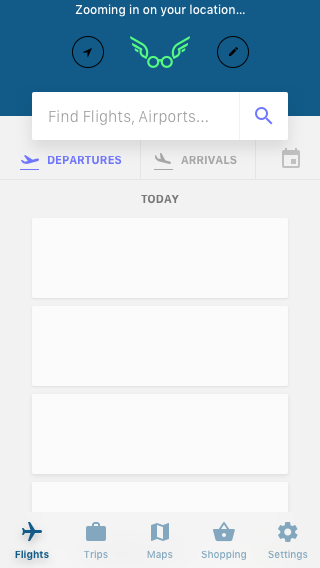 Zooming in on your location...
Find Flights, Airports...
DEPARTURES
ARRIVALS
TODAY
Flights
Trips
Maps
Shopping
Settings